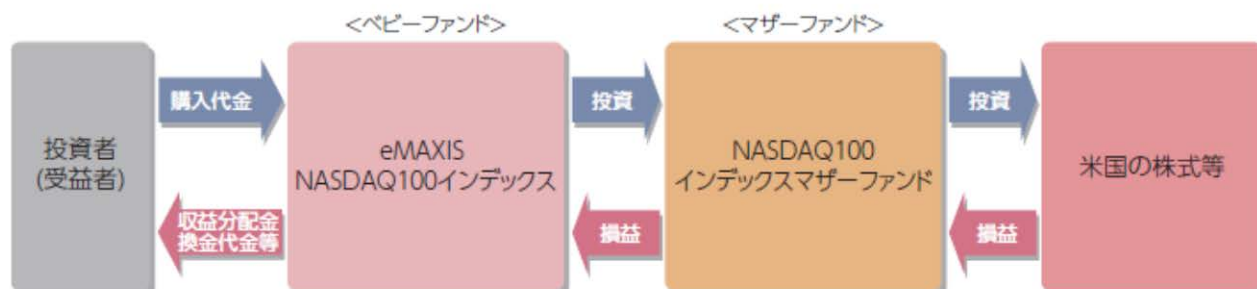 <ベビーファンド>
<マザーファンド>
投資者
(受益者)
購入代金
収益分配金
換金代金等
eMAXIS
NASDAQ100インデックス
投資
損益
NASDAQ100
インデックスマザーファンド
投資
損益
米国の株式等